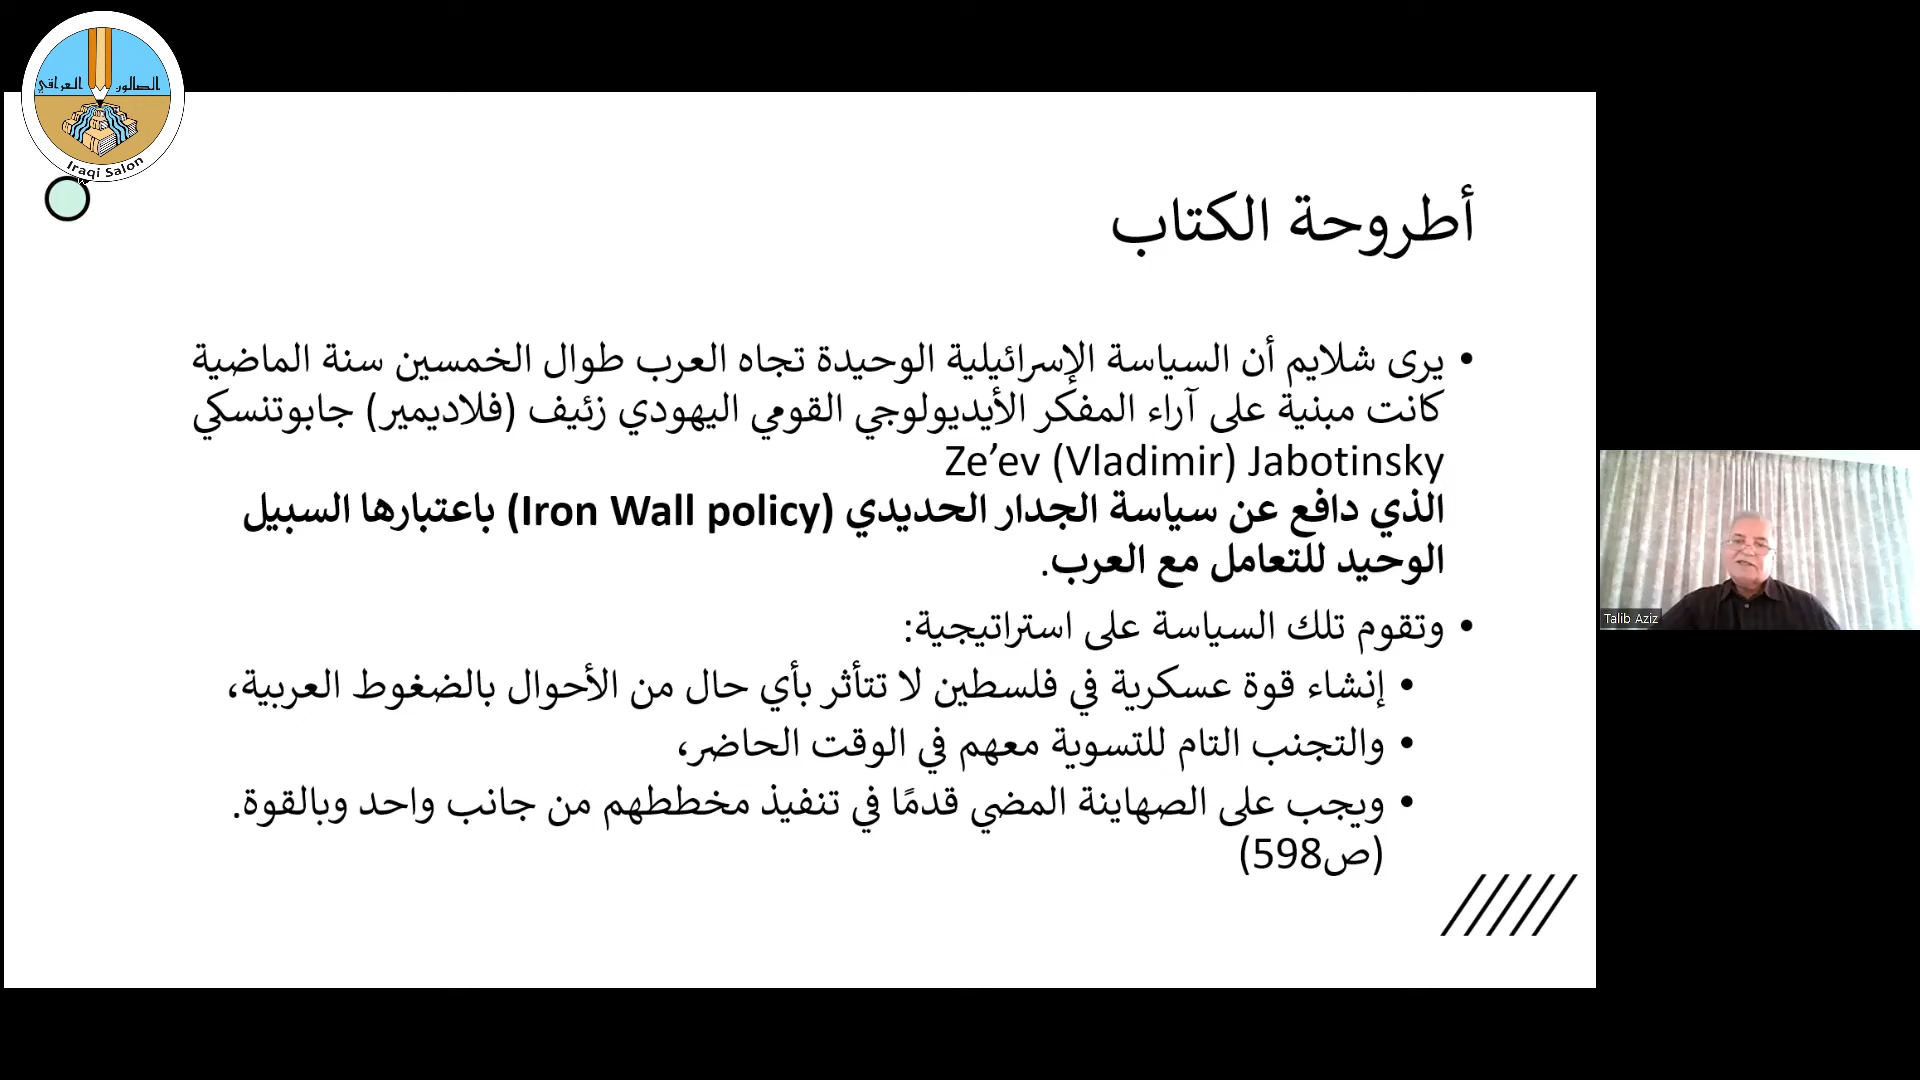 الصالون العراقي
Iraqi Salon
أطروحة الكتاب
• يرى شلايم أن السياسة الإسرائيلية الوحيدة تجاه العرب طوال الخمسين سنة الماضية
كانت مبنية على آراء المفكر الأيديولوجي القومي اليهودي زئيف (فلاديمير) جابوتنسكي
Ze’ev (Vladimir) Jabotinsky
الذي دافع عن سياسة الجدار الحديدي (Iron Wall policy) باعتبارها السبيل
الوحيد للتعامل مع العرب.
• وتقوم تلك السياسة على استراتيجية:
• إنشاء قوة عسكرية في فلسطين لا تتأثر بأي حال من الأحوال بالضغوط العربية،
• والتجنب التام للتسوية معهم في الوقت الحاضر،
• ويجب على الصهاينة المضي قدمًا في تنفيذ مخططهم من جانب واحد وبالقوة.
(ص598)
Talib Aziz